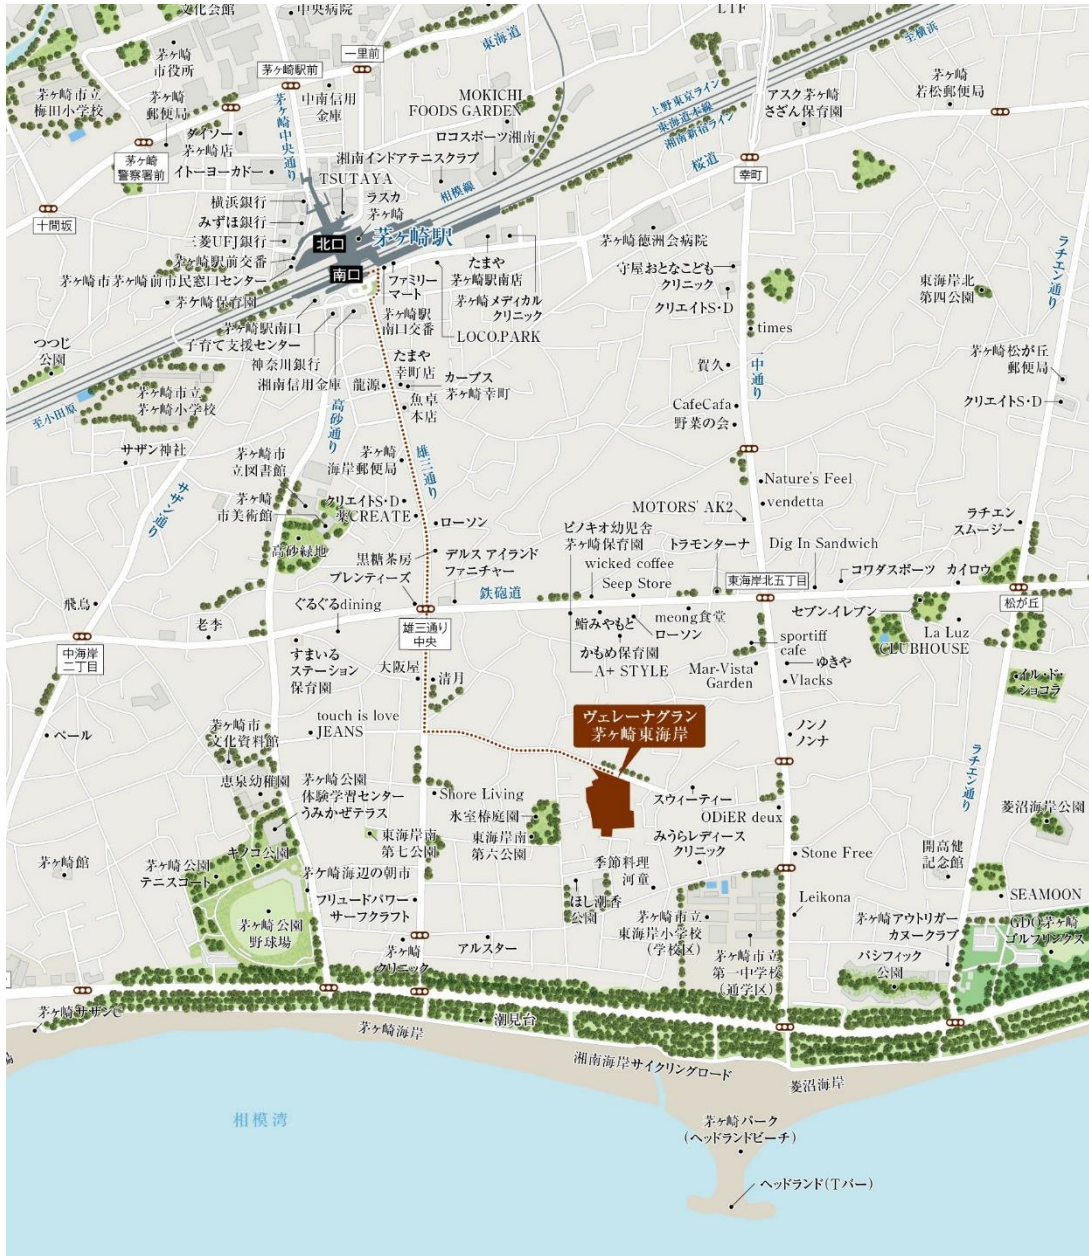 文化会館
中央病院
LTF
一里前
東海道
至横浜
茅ヶ崎
市役所
茅ヶ崎駅前
茅ヶ崎市立
梅田小学校
茅ヶ崎
郵便局
中南信用
金庫
茅ヶ崎中央通り
MOKICHI
FOODS GARDEN
上野東京ライン
東海道本線
湘南新宿ライン
アスク茅ヶ崎
さざん保育園
茅ヶ崎
若松郵便局
ダイソー
茅ヶ崎店
ロコスポーツ湘南
茅ヶ崎
警察署前
イトーヨーカドー
湘南インドアテニスクラブ
TSUTAYA
相模線
桜道
幸町
十間坂
横浜銀行
みずほ銀行
三菱UFJ銀行
ラスカ
茅ヶ崎
北口
茅ヶ崎駅
茅ヶ崎徳洲会病院
茅ヶ崎駅前交番
南口
茅ヶ崎市茅ヶ崎前市民窓口センター
ファミリー
マート
たまや
茅ヶ崎駅南店
守屋おとなこども
クリニック
東海岸北
第四公園
ラチエン通り
茅ヶ崎保育園
茅ヶ崎メディカル
クリニック
クリエイトS・D
茅ヶ崎駅南口
子育て支援センター
茅ヶ崎駅
南口交番
LOCO.PARK
times
つつじ
公園
神奈川銀行
湘南信用金庫
たまや
幸町店
賀久
中通り
茅ヶ崎松が丘
郵便局
至小田原
茅ヶ崎市立
茅ヶ崎小学校
龍源
カーブス
茅ヶ崎幸町
魚卓
本店
CafeCafa
野菜の会
クリエイトS・D
高砂通り
サザン神社
茅ヶ崎市
立図書館
茅ヶ崎
海岸郵便局
雄三通り
Nature's Feel
vendetta
サザン通り
茅ヶ崎
市美術館
クリエイトS・D
楽CREATE
ローソン
MOTORS' AK2
ラチエン
スムージー
高砂緑地
黒糖茶房
プレンティーズ
デルス アイランド
ファニチャー
ピノキオ幼児舎
茅ヶ崎保育園
wicked coffee
Seep Store
トラモンターナ
Dig In Sandwich
東海岸北五丁目
コワダスポーツ
カイロウ
飛鳥
ぐるぐるdining
鉄砲道
老李
雄三通り
中央
鮨みやもと
ローソン
meong食堂
セブン-イレブン
松が丘
中海岸
二丁目
すまいる
ステーション
保育園
大阪屋
清月
かもめ保育園
A+ STYLE
Mar-Vista
Garden
sportiff
cafe
ゆきや
Vlacks
La Luz
CLUBHOUSE
イル・ド・
ショコラ
ベール
茅ヶ崎市
文化資料館
touch is love
JEANS
ヴェレーナグラン
茅ヶ崎東海岸
ノンノ
ノンナ
ラチエン通り
恵泉幼稚園
茅ヶ崎公園
体験学習センター
うみかぜテラス
Shore Living
氷室椿庭園
スウィーティー
ODiER deux
菱沼海岸公園
茅ヶ崎館
茅ヶ崎公園
テニスコート
キノコ公園
東海岸南
第七公園
東海岸南
第六公園
みうらレディース
クリニック
茅ヶ崎海辺の朝市
季節料理
河童
Stone Free
開高健
記念館
フリュードパワー
サーフクラフト
ほし潮香
公園
Leikona
SEAMOON
茅ヶ崎公園
野球場
茅ヶ崎市立
東海岸小学校
(学校区)
茅ヶ崎アウトリガー
カヌークラブ
GDO茅ヶ崎
ゴルフリンクス
茅ヶ崎
クリニック
アルスター
茅ヶ崎市立
第一中学校
(通学区)
パシフィック
公園
茅ヶ崎サザンC
茅ヶ崎海岸
潮見台
湘南海岸サイクリングロード
菱沼海岸
相模湾
茅ヶ崎パーク
(ヘッドランドビーチ)
ヘッドランド(Tバー)